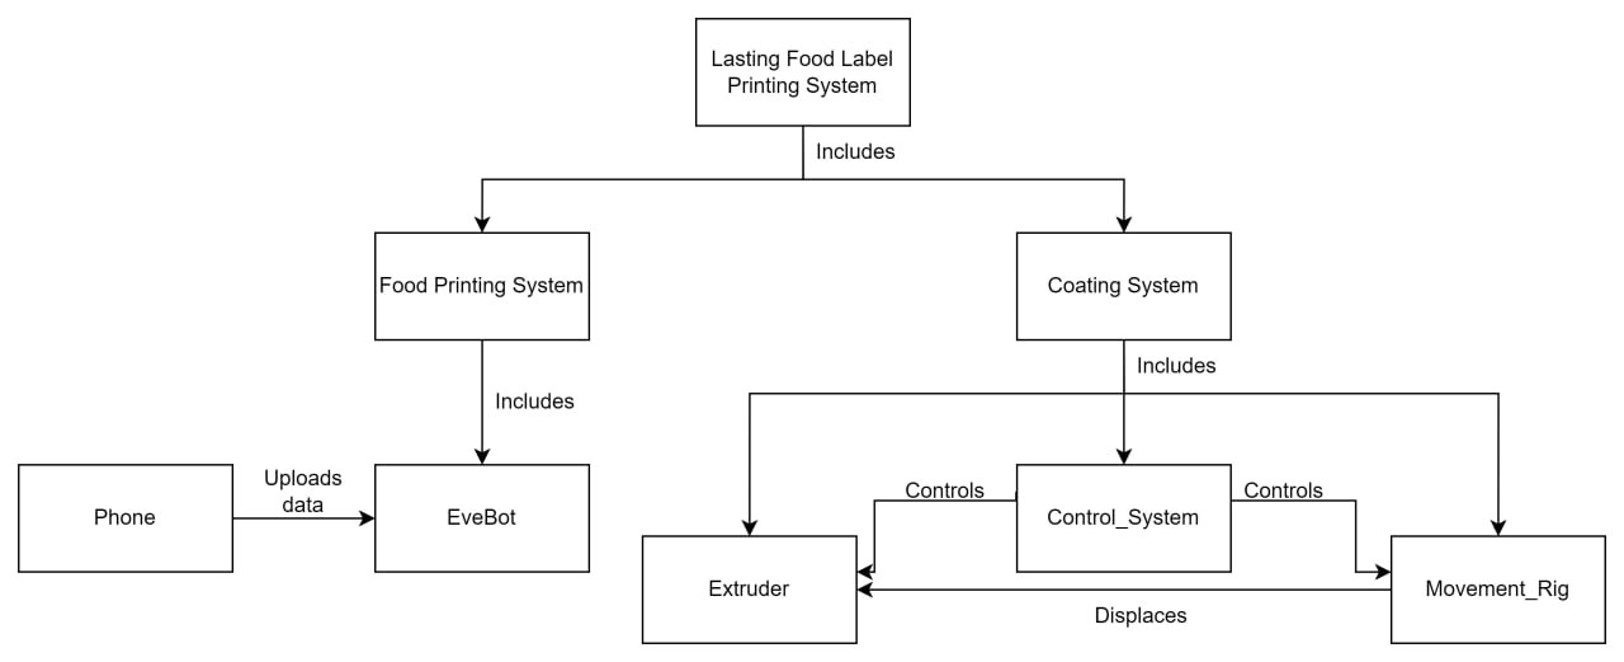 Lasting Food Label
Printing System
Includes
Food Printing System
Coating System
Includes
Includes
Uploads
data
Phone
EveBot
Controls
Control_System
Controls
Extruder
Movement_Rig
Displaces